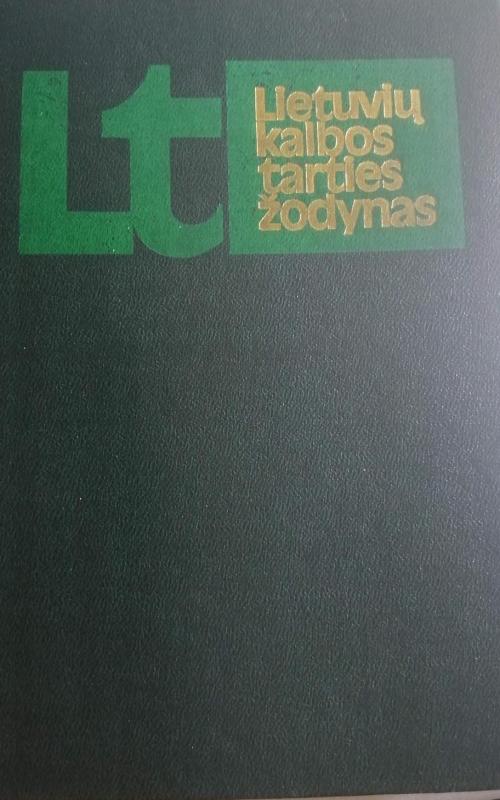 Lt
Lietuvių
kalbos
tarties
žodynas